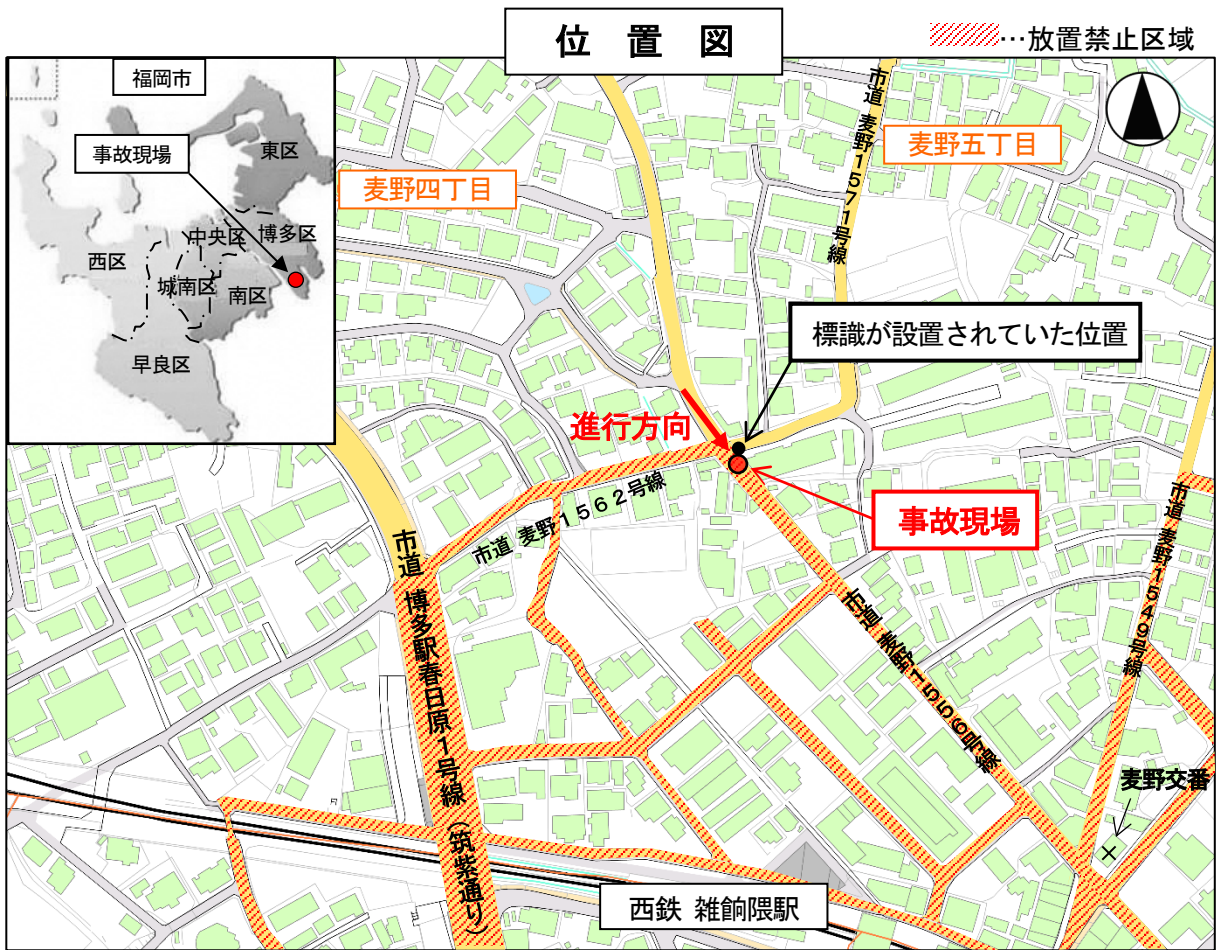 位 置 図
…放置禁止区域
福岡市
事故現場
東区
中央区
博多区
西区
城南区
南区
早良区
麦野四丁目
麦野五丁目
市道 麦野1571号線
標識が設置されていた位置
進行方向
事故現場
市道 麦野1562号線
市道 博多駅春日原1号線(筑紫通り)
市道 麦野1556号線
市道 麦野1549号線
麦野交番
西鉄 雑餉隈駅